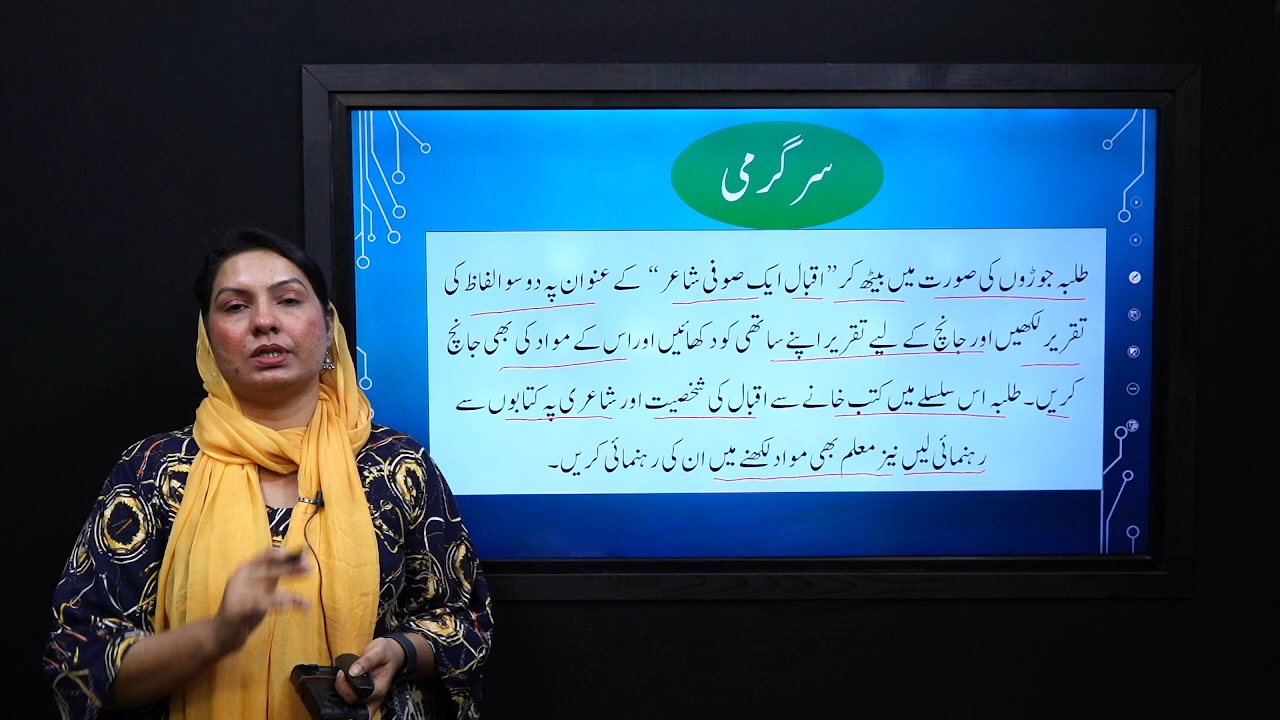 سرگرمی
طلبہ جوڑوں کی صورت میں بیٹھ کر ”اقبال ایک صوفی شاعر“ کے عنوان پہ دو سو الفاظ کی
تقریر لکھیں اور جانچ کے لیے تقریر اپنے ساتھی کو دکھائیں اور اس کے مواد کی بھی جانچ
کریں۔ طلبہ اس سلسلے میں کتب خانے سے اقبال کی شخصیت اور شاعری پہ کتابوں سے
رہنمائی لیں نیز معلم بھی مواد لکھنے میں ان کی رہنمائی کریں۔